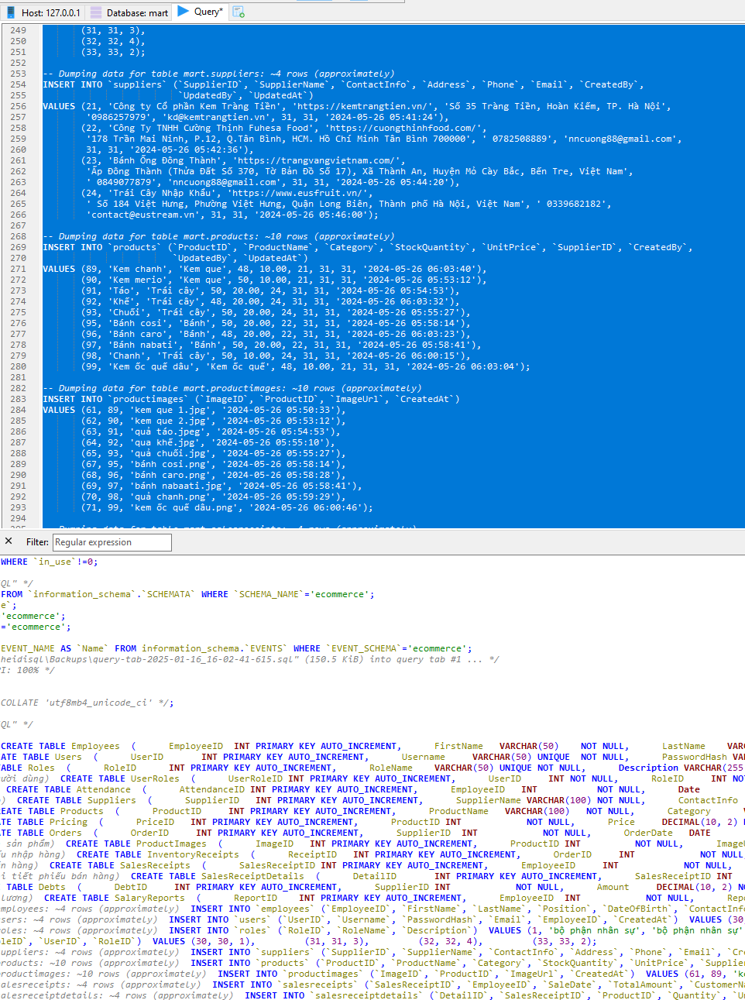 Host: 127.0.0.1 Database: mart Query*
249 (31, 31, 3),
250 (32, 32, 4),
251 (33, 33, 2);
252
253 -- Dumping data for table mart.suppliers: ~4 rows (approximately)
254 INSERT INTO `suppliers` (`SupplierID`, `SupplierName`, `ContactInfo`, `Address`, `Phone`, `Email`, `CreatedBy`,
255 `UpdatedBy`, `UpdatedAt`)
256 VALUES (21, 'Công ty Cổ phần Kem Tràng Tiền', 'https://kemtrangtien.vn/', 'Số 35 Tràng Tiền, Hoàn Kiếm, TP. Hà Nội',
257 '0986257979', 'kd@kemtrangtien.vn', 31, 31, '2024-05-26 05:41:24'),
258 (22, 'Công Ty TNHH Cường Thịnh Fuhesa Food', 'https://cuongthinhfood.com/',
259 '178 Trần Mai Ninh, P.12, Q.Tân Bình, HCM. Hồ Chí Minh Tân Bình 700000', ' 0782508889', 'nncuong88@gmail.com',
260 31, 31, '2024-05-26 05:42:36'),
261 (23, 'Bánh Ống Đông Thành', 'https://trangvangvietnam.com/',
262 'Ấp Đông Thành (Thửa Đất Số 370, Tờ Bản Đồ Số 17), Xã Thành An, Huyện Mỏ Cày Bắc, Bến Tre, Việt Nam'
263 ' 0849077879', 'nncuong88@gmail.com', 31, 31, '2024-05-26 05:44:20'),
264 (24, 'Trái Cây Nhập Khẩu', 'https://www.eusfruit.vn/',
265 ' Số 184 Việt Hưng, Phường Việt Hưng, Quận Long Biên, Thành phố Hà Nội, Việt Nam', ' 0339682182',
266 'contact@eustream.vn', 31, 31, '2024-05-26 05:46:00');
267
268 -- Dumping data for table mart.products: ~10 rows (approximately)
269 INSERT INTO `products` (`ProductID`, `ProductName`, `Category`, `StockQuantity`, `UnitPrice`, `SupplierID`, `CreatedBy`,
270 `UpdatedBy`, `UpdatedAt`)
271 VALUES (89, 'Kem chanh', 'Kem que', 48, 10.00, 21, 31, 31, '2024-05-26 06:03:40'),
272 (90, 'Kem merio', 'Kem que', 50, 10.00, 21, 31, 31, '2024-05-26 05:53:12'),
273 (91, 'Táo', 'Trái cây', 50, 20.00, 24, 31, 31, '2024-05-26 05:54:53'),
274 (92, 'Khế', 'Trái cây', 48, 20.00, 24, 31, 31, '2024-05-26 06:03:32'),
275 (93, 'Chuối', 'Trái cây', 50, 20.00, 24, 31, 31, '2024-05-26 05:55:27'),
276 (95, 'Bánh cosi', 'Bánh', 50, 20.00, 22, 31, 31, '2024-05-26 05:58:14'),
277 (96, 'Bánh caro', 'Bánh', 48, 20.00, 22, 31, 31, '2024-05-26 06:03:23'),
278 (97, 'Bánh nabati', 'Bánh', 50, 20.00, 22, 31, 31, '2024-05-26 05:58:41'),
279 (98, 'Chanh', 'Trái cây', 50, 10.00, 24, 31, 31, '2024-05-26 06:00:15'),
280 (99, 'Kem ốc quế dâu', 'Kem ốc quế', 48, 10.00, 21, 31, 31, '2024-05-26 06:03:04');
281
282 -- Dumping data for table mart.productimages: ~10 rows (approximately)
283 INSERT INTO `productimages` (`ImageID`, `ProductID`, `ImageUrl`, `CreatedAt`)
284 VALUES (61, 89, 'kem que 1.jpg', '2024-05-26 05:50:33'),
285 (62, 90, 'kem que 2.jpg', '2024-05-26 05:53:12'),
286 (63, 91, 'quả táo.jpeg', '2024-05-26 05:54:53'),
287 (64, 92, 'qua khế.jpg', '2024-05-26 05:55:10'),
288 (65, 93, 'quả chuối.jpg', '2024-05-26 05:55:27'),
289 (67, 95, 'bánh cosi.png', '2024-05-26 05:58:14'),
290 (68, 96, 'bánh caro.png', '2024-05-26 05:58:28'),
291 (69, 97, 'bánh nabaati.jpg', '2024-05-26 05:58:41'),
292 (70, 98, 'quả chanh.png', '2024-05-26 05:59:29'),
293 (71, 99, 'kem ốc quế dâu.png', '2024-05-26 06:00:46');
294
Filter: Regular expression
WHERE `in_use`!=0;
QL" */
FROM `information_schema`.`SCHEMATA` WHERE `SCHEMA_NAME`='ecommerce';
e`;
'ecommerce';
='ecommerce';
EVENT_NAME AS `Name` FROM information_schema.`EVENTS` WHERE `EVENT_SCHEMA`='ecommerce';
heidisql\Backups\query-tab-2025-01-16_16-02-41-615.sql" (150.5 KiB) into query tab #1 ... */
PI: 100% */
COLLATE 'utf8mb4_unicode_ci' */;
QL" */
CREATE TABLE Employees ( EmployeeID INT PRIMARY KEY AUTO_INCREMENT, FirstName VARCHAR(50) NOT NULL, LastName VARC
ATE TABLE Users ( UserID INT PRIMARY KEY AUTO_INCREMENT, Username VARCHAR(50) UNIQUE NOT NULL, PasswordHash VAR
TABLE Roles ( RoleID INT PRIMARY KEY AUTO_INCREMENT, RoleName VARCHAR(50) UNIQUE NOT NULL, Description VARCHAR(255
ười dùng) CREATE TABLE UserRoles ( UserRoleID INT PRIMARY KEY AUTO_INCREMENT, UserID INT NOT NULL, RoleID INT NOT
CREATE TABLE Attendance ( AttendanceID INT PRIMARY KEY AUTO_INCREMENT, EmployeeID INT NOT NULL, Date
) CREATE TABLE Suppliers ( SupplierID INT PRIMARY KEY AUTO_INCREMENT, SupplierName VARCHAR(100) NOT NULL, ContactInfo
REATE TABLE Products ( ProductID INT PRIMARY KEY AUTO_INCREMENT, ProductName VARCHAR(100) NOT NULL, Category V
ATE TABLE Pricing ( PriceID INT PRIMARY KEY AUTO_INCREMENT, ProductID INT NOT NULL, Price DECIMAL(10, 2)
TE TABLE Orders ( OrderID INT PRIMARY KEY AUTO_INCREMENT, SupplierID INT NOT NULL, OrderDate DATE
sản phẩm) CREATE TABLE ProductImages ( ImageID INT PRIMARY KEY AUTO_INCREMENT, ProductID INT NOT NULL, ImageU
u nhập hàng) CREATE TABLE InventoryReceipts ( ReceiptID INT PRIMARY KEY AUTO_INCREMENT, OrderID INT NOT NULL,
n hàng) CREATE TABLE SalesReceipts ( SalesReceiptID INT PRIMARY KEY AUTO_INCREMENT, EmployeeID INT NOT NULL,
i tiết phiếu bán hàng) CREATE TABLE SalesReceiptDetails ( DetailID INT PRIMARY KEY AUTO_INCREMENT, SalesReceiptID INT
TABLE Debts ( DebtID INT PRIMARY KEY AUTO_INCREMENT, SupplierID INT NOT NULL, Amount DECIMAL(10, 2) NO
lương) CREATE TABLE SalaryReports ( ReportID INT PRIMARY KEY AUTO_INCREMENT, EmployeeID INT NOT NULL, Repo
employees: ~4 rows (approximately) INSERT INTO `employees` (`EmployeeID`, `FirstName`, `LastName`, `Position`, `DateOfBirth`, `ContactInfo
sers: ~4 rows (approximately) INSERT INTO `users` (`UserID`, `Username`, `PasswordHash`, `Email`, `EmployeeID`, `CreatedAt`) VALUES (30,
oles: ~4 rows (approximately) INSERT INTO `roles` (`RoleID`, `RoleName`, `Description`) VALUES (1, 'bộ phận nhân sự', 'bộ phận nhân sự'
leID`, `UserID`, `RoleID`) VALUES (30, 30, 1), (31, 31, 3), (32, 32, 4), (33, 33, 2);
suppliers: ~4 rows (approximately) INSERT INTO `suppliers` (`SupplierID`, `SupplierName`, `ContactInfo`, `Address`, `Phone`, `Email`, `Cre
products: ~10 rows (approximately) INSERT INTO `products` (`ProductID`, `ProductName`, `Category`, `StockQuantity`, `UnitPrice`, `Supplier
productimages: ~10 rows (approximately) INSERT INTO `productimages` (`ImageID`, `ProductID`, `ImageUrl`, `CreatedAt`) VALUES (61, 89, 'ke
alesreceipts: ~4 rows (approximately) INSERT INTO `salesreceipts` (`SalesReceiptID`, `EmployeeID`, `SaleDate`, `TotalAmount`, `CustomerNa
alesreceiptdetails: ~4 rows (approximately) INSERT INTO `salesreceiptdetails` (`DetailID`, `SalesReceiptID`, `ProductID`, `Quantity`, `Un